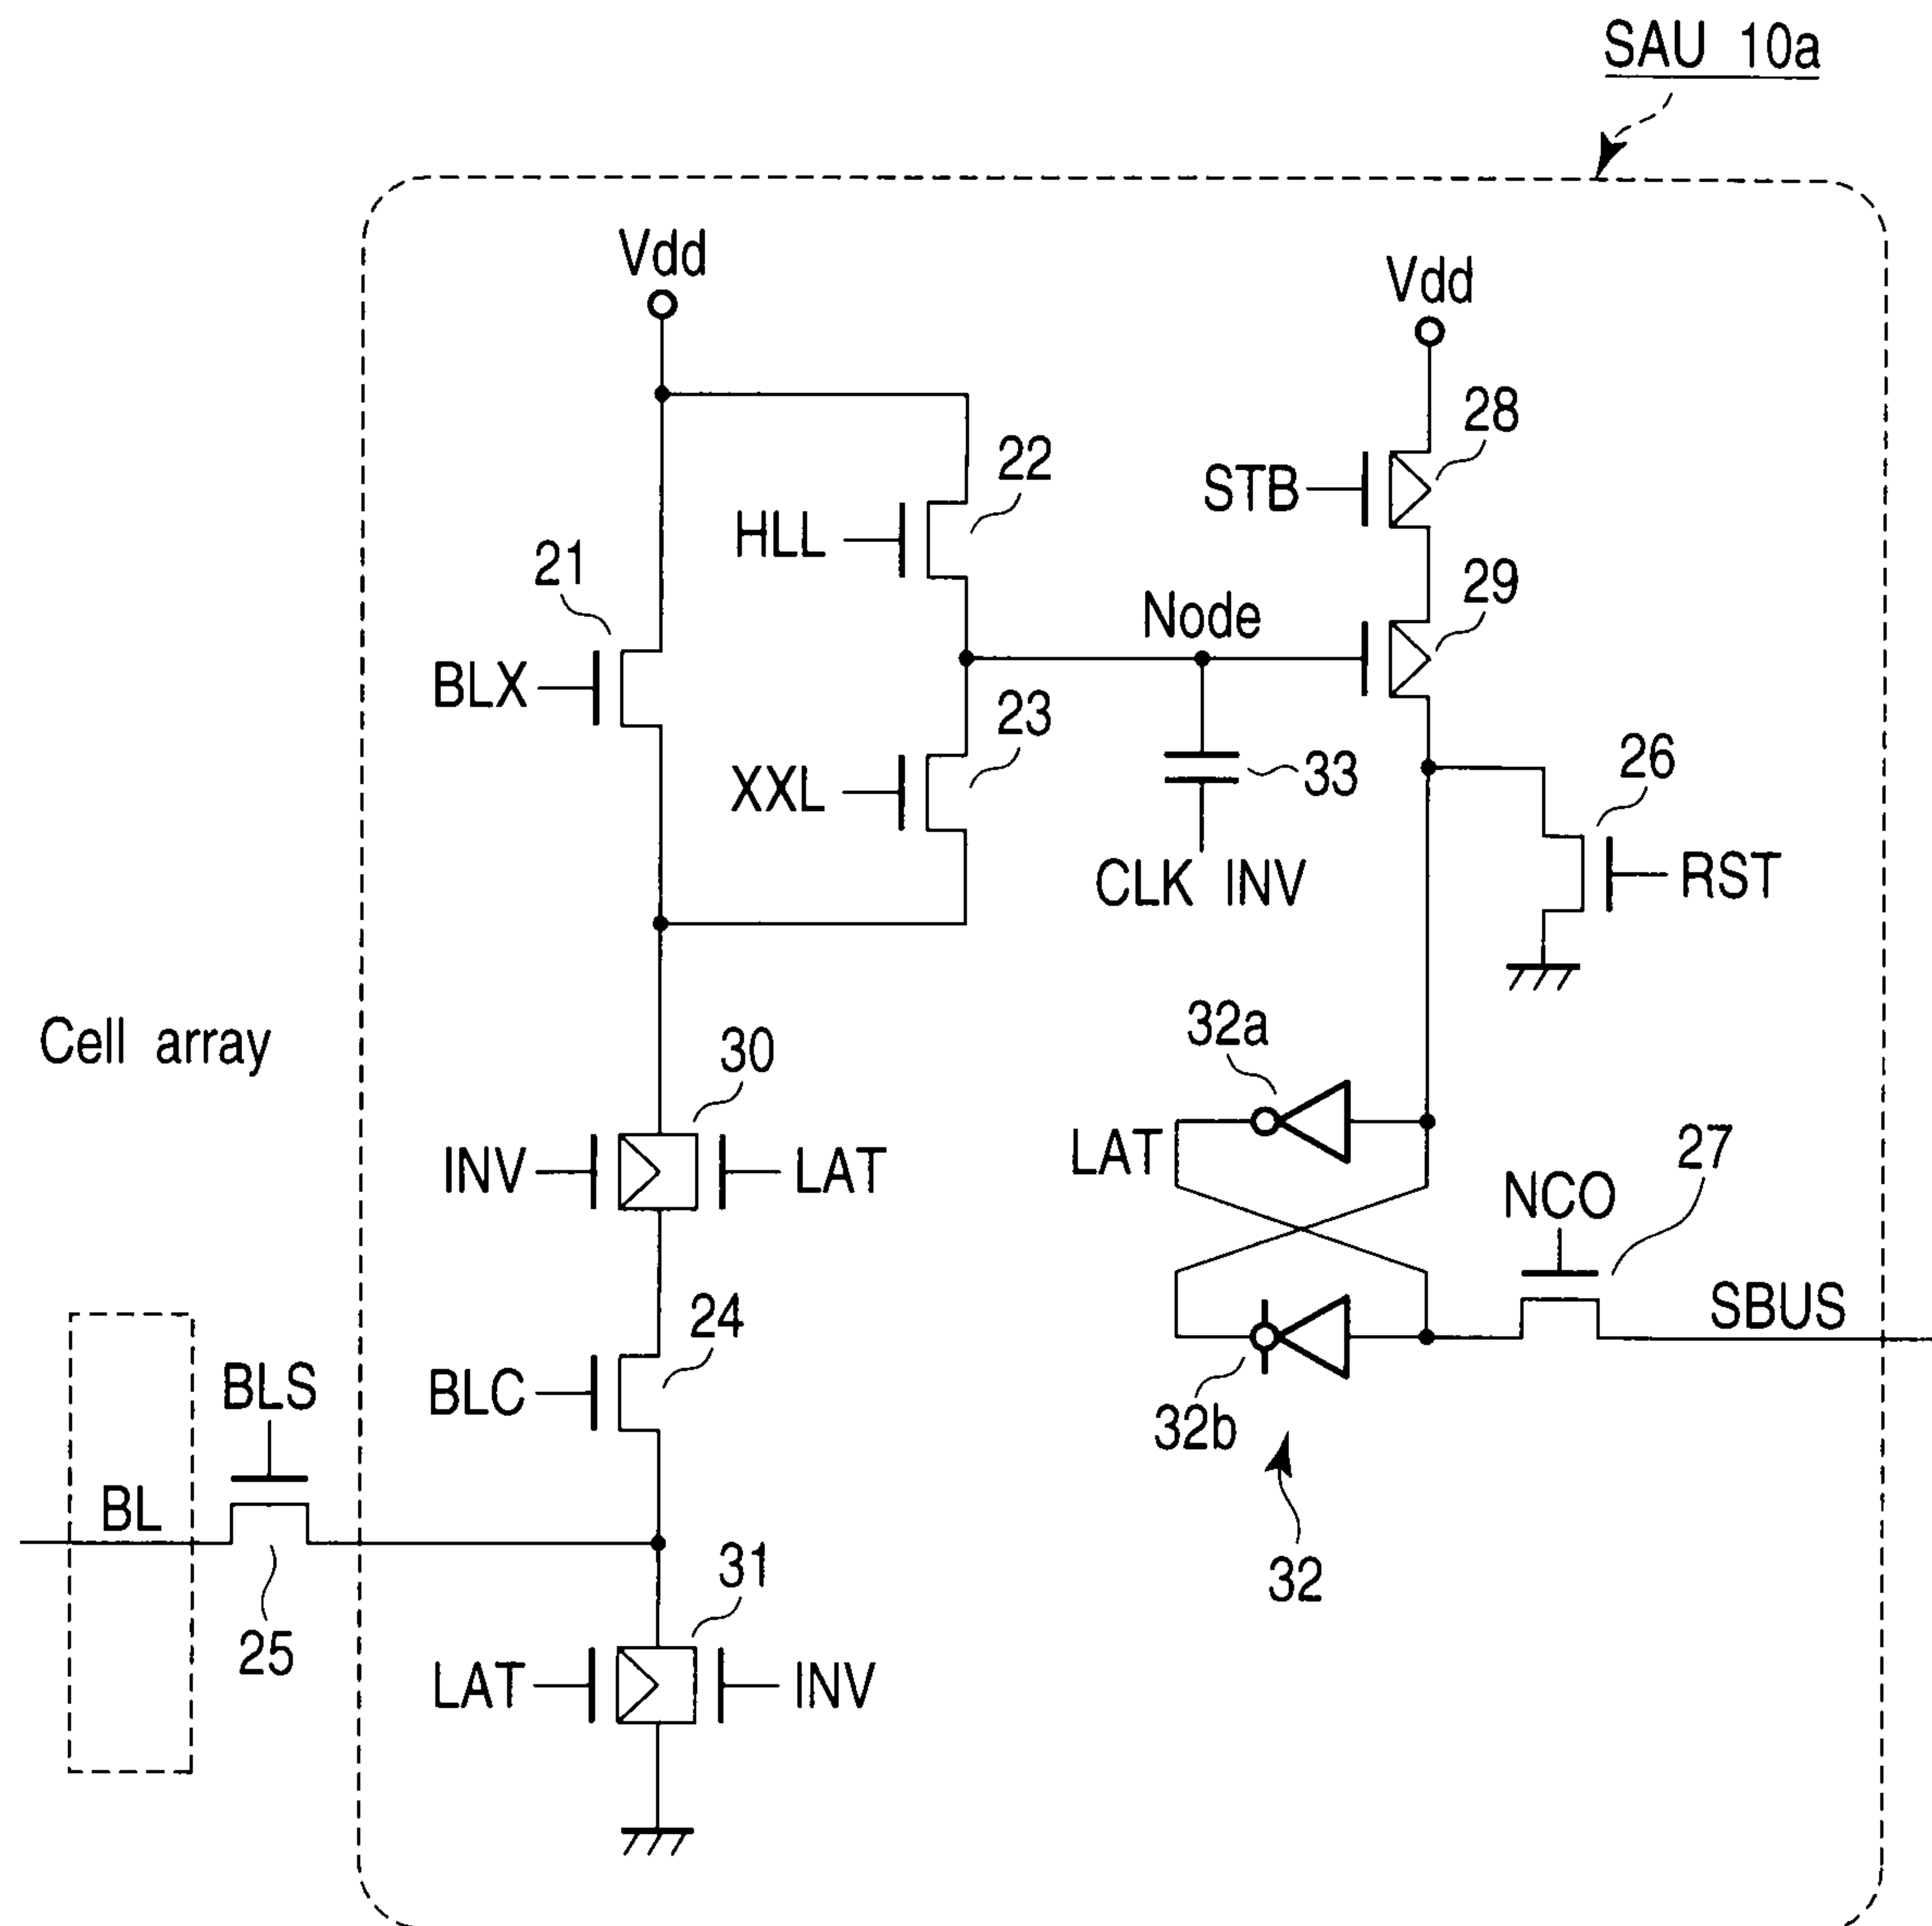 SAU 10a
Vdd
Vdd
28
22
STB
HLL
21
29
Node
BLX
23
26
XXL
33
CLK INV
RST
Cell array
32a
30
27
LAT
INV
LAT
NCO
24
SBUS
BLS
BLC
32b
BL
31
32
25
LAT
INV